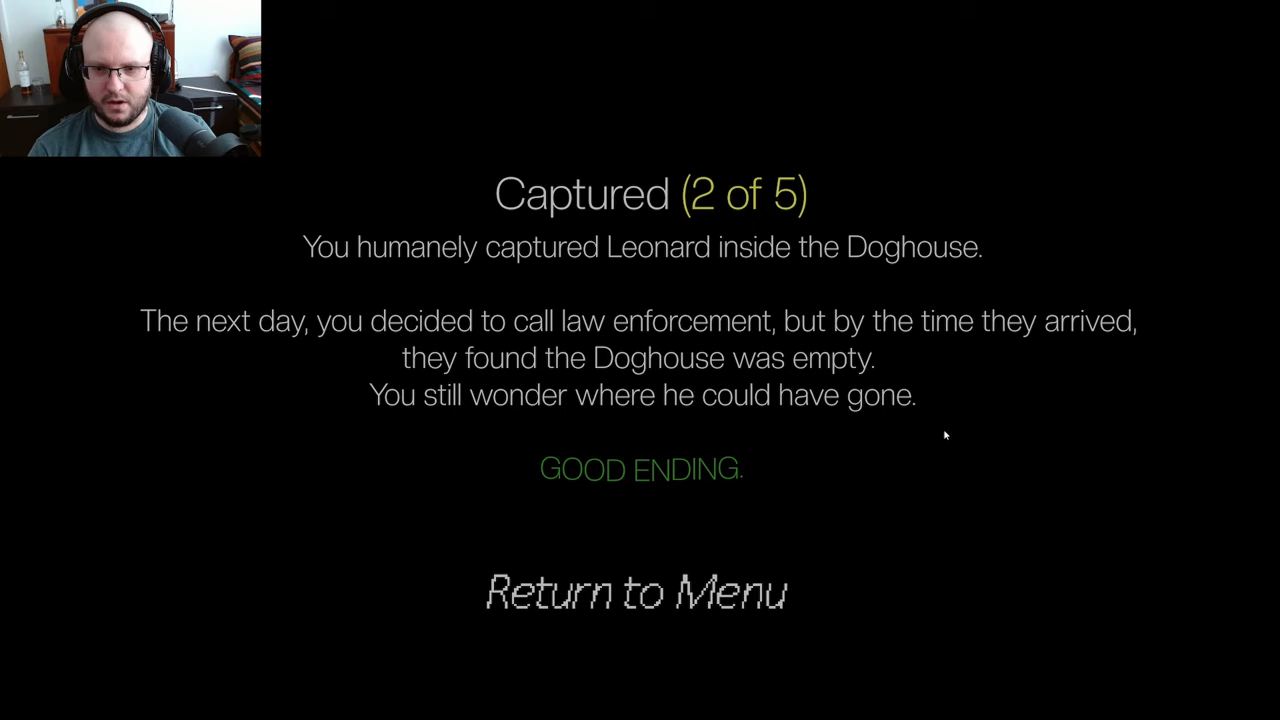 Captured (2 of 5)
You humanely captured Leonard inside the Doghouse.
The next day, you decided to call law enforcement, but by the time they arrived,
they found the Doghouse was empty.
You still wonder where he could have gone.
GOOD ENDING.
Return to Menu